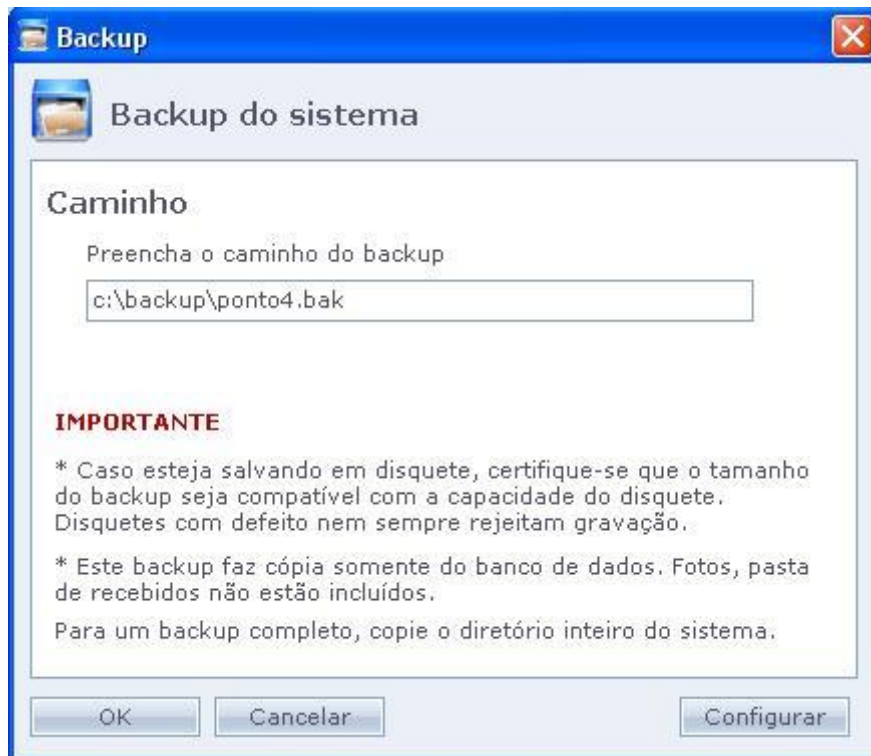 Backup
Backup do sistema
Caminho
Preencha o caminho do backup
c:\backup\ponto4.bak
IMPORTANTE
* Caso esteja salvando em disquete, certifique-se que o tamanho
do backup seja compatível com a capacidade do disquete.
Disquetes com defeito nem sempre rejeitam gravação.
* Este backup faz cópia somente do banco de dados. Fotos, pasta
de recebidos não estão incluídos.
Para um backup completo, copie o diretório inteiro do sistema.
OK Cancelar Configurar